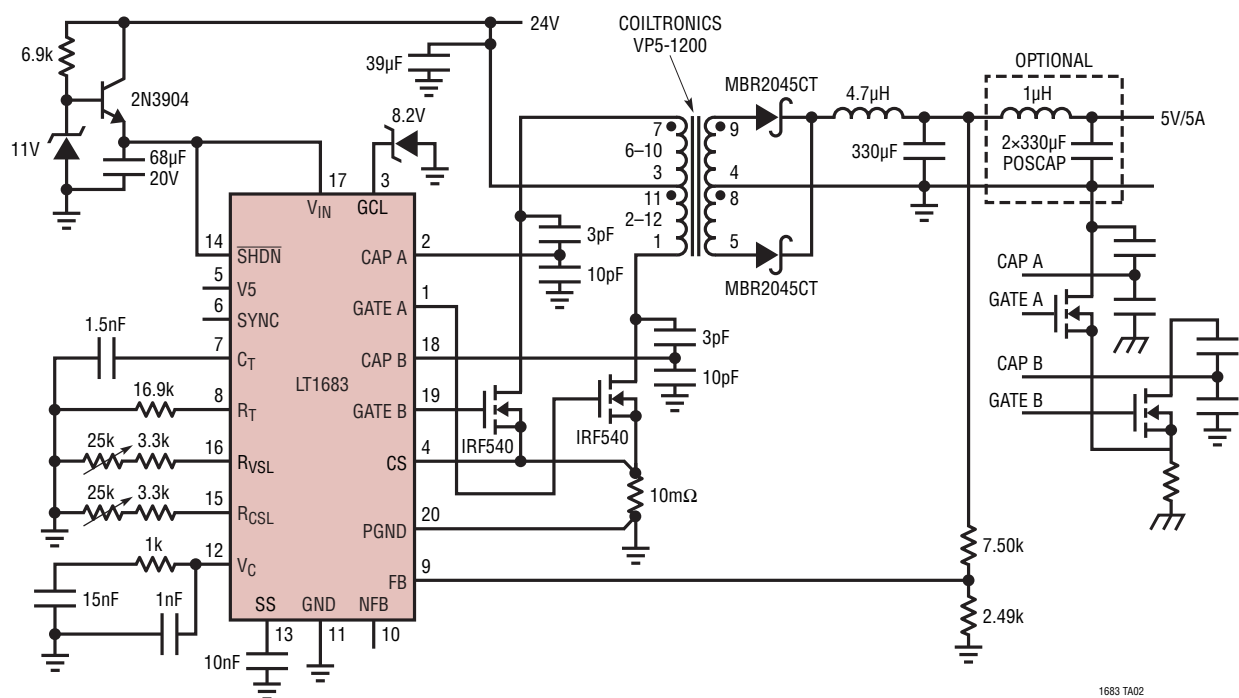 24V
COILTRONICS
VP5-1200
OPTIONAL
6.9k
39µF
MBR2045CT
4.7µH
1µH
2N3904
5V/5A
8.2V
11V
68µF
20V
330µF
2×330µF
POSCAP
7
6–10
3
11
2–12
1
9
4
8
5
MBR2045CT
17
3
VIN
GCL
14
SHDN
CAP A
2
3pF
10pF
5
V5
6
SYNC
GATE A
1
1.5nF
7
CT
CAP B
18
3pF
10pF
LT1683
16.9k
8
RT
GATE B
19
IRF540
IRF540
25k
3.3k
16
RVSL
CS
4
25k
3.3k
15
RCSL
10mΩ
PGND
20
1k
12
VC
FB
9
15nF
1nF
SS
GND
NFB
13
11
10
10nF
CAP A
GATE A
CAP B
GATE B
7.50k
2.49k
1683 TA02